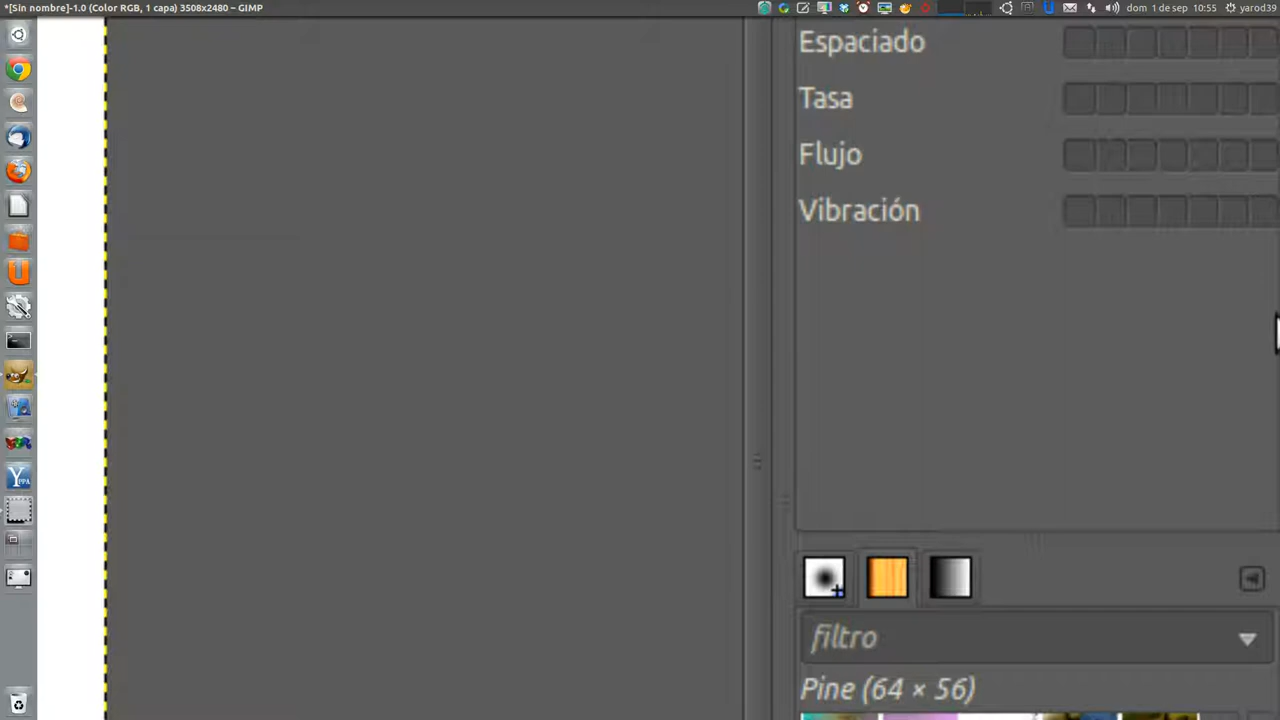 *[Sin nombre]-1.0 (Color RGB, 1 capa) 3508x2480 – GIMP
dom 1 de sep 10:55 yarod39
Espaciado
Tasa
Flujo
Vibración
filtro
Pine (64 × 56)